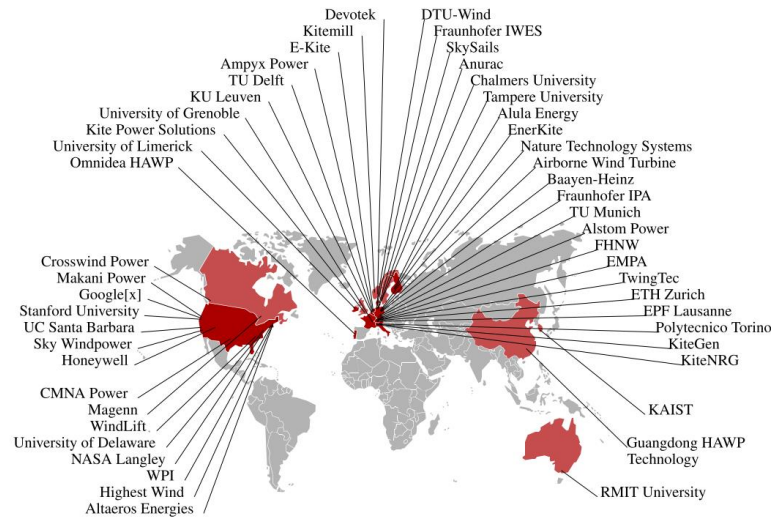 Devotek
Kitemill
E-Kite
Ampyx Power
TU Delft
KU Leuven
University of Grenoble
Kite Power Solutions
University of Limerick
Omnidea HAWP
DTU-Wind
Fraunhofer IWES
SkySails
Anurac
Chalmers University
Tampere University
Alula Energy
EnerKite
Nature Technology Systems
Airborne Wind Turbine
Baayen-Heinz
Fraunhofer IPA
TU Munich
Alstom Power
FHNW
EMPA
TwingTec
ETH Zurich
EPF Lausanne
Polytecnico Torino
KiteGen
KiteNRG
Crosswind Power
Makani Power
Google[x]
Stanford University
UC Santa Barbara
Sky Windpower
Honeywell
CMNA Power
Magenn
WindLift
University of Delaware
NASA Langley
WPI
Highest Wind
Altaeros Energies
KAIST
Guangdong HAWP
Technology
RMIT University